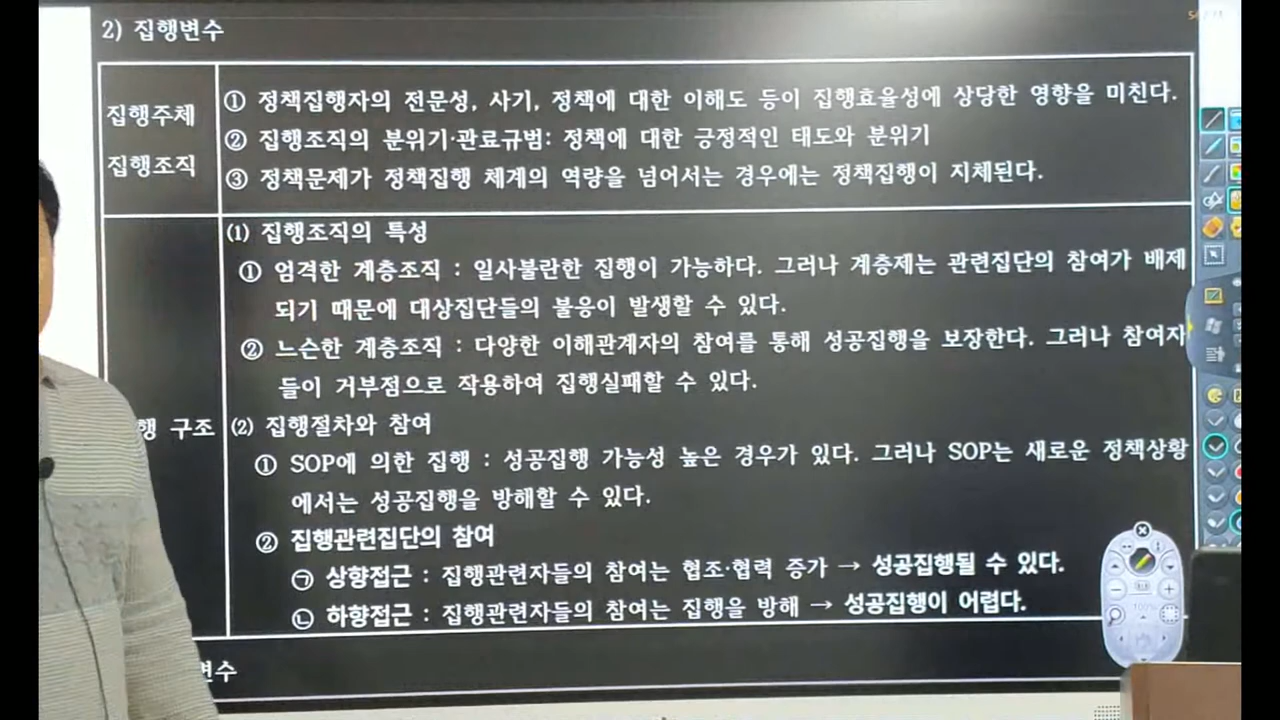 2) 집행변수
집행주체
집행조직
① 정책집행자의 전문성, 사기, 정책에 대한 이해도 등이 집행효율성에 상당한 영향을 미친다.
② 집행조직의 분위기·관료규범: 정책에 대한 긍정적인 태도와 분위기
③ 정책문제가 정책집행 체계의 역량을 넘어서는 경우에는 정책집행이 지체된다.
행 구조
(1) 집행조직의 특성
① 엄격한 계층조직 : 일사불란한 집행이 가능하다. 그러나 계층제는 관련집단의 참여가 배제
되기 때문에 대상집단들의 불응이 발생할 수 있다.
② 느슨한 계층조직 : 다양한 이해관계자의 참여를 통해 성공집행을 보장한다. 그러나 참여자
들이 거부점으로 작용하여 집행실패할 수 있다.
(2) 집행절차와 참여
① SOP에 의한 집행 : 성공집행 가능성 높은 경우가 있다. 그러나 SOP는 새로운 정책상황
에서는 성공집행을 방해할 수 있다.
② 집행관련집단의 참여
㉠ 상향접근 : 집행관련자들의 참여는 협조·협력 증가 → 성공집행될 수 있다.
㉡ 하향접근 : 집행관련자들의 참여는 집행을 방해 → 성공집행이 어렵다.
변수
100%